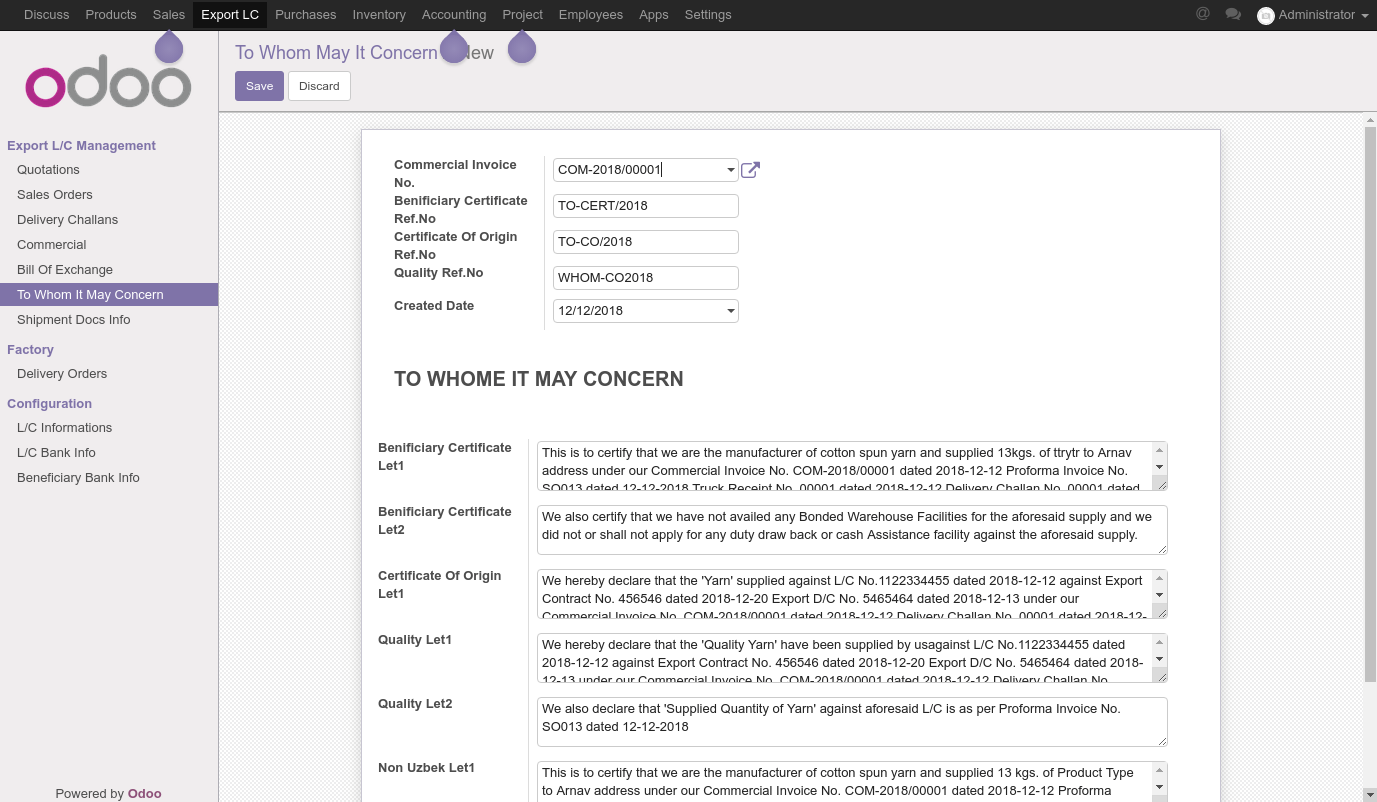 Discuss Products Sales Export LC Purchases Inventory Accounting Project Employees Apps Settings @ Administrator
odoo
To Whom May It Concern New
Save Discard
Export L/C Management
Quotations
Sales Orders
Delivery Challans
Commercial
Bill Of Exchange
To Whom It May Concern
Shipment Docs Info
Factory
Delivery Orders
Configuration
L/C Informations
L/C Bank Info
Beneficiary Bank Info
Powered by Odoo
Commercial Invoice
No.
COM-2018/00001
Benificiary Certificate
Ref.No
TO-CERT/2018
Certificate Of Origin
Ref.No
TO-CO/2018
Quality Ref.No
WHOM-CO2018
Created Date
12/12/2018
TO WHOME IT MAY CONCERN
Benificiary Certificate
Let1
This is to certify that we are the manufacturer of cotton spun yarn and supplied 13kgs. of ttrytr to Arnav
address under our Commercial Invoice No. COM-2018/00001 dated 2018-12-12 Proforma Invoice No.
SO013 dated 12-12-2018 Truck Receipt No. 00001 dated 2018-12-12 Delivery Challan No. 00001 dated
Benificiary Certificate
Let2
We also certify that we have not availed any Bonded Warehouse Facilities for the aforesaid supply and we
did not or shall not apply for any duty draw back or cash Assistance facility against the aforesaid supply.
Certificate Of Origin
Let1
We hereby declare that the 'Yarn' supplied against L/C No.1122334455 dated 2018-12-12 against Export
Contract No. 456546 dated 2018-12-20 Export D/C No. 5465464 dated 2018-12-13 under our
Commercial Invoice No. COM-2018/00001 dated 2018-12-12 Delivery Challan No. 00001 dated 2018-12-
Quality Let1
We hereby declare that the 'Quality Yarn' have been supplied by usagainst L/C No.1122334455 dated
2018-12-12 against Export Contract No. 456546 dated 2018-12-20 Export D/C No. 5465464 dated 2018-
12-13 under our Commercial Invoice No. COM-2018/00001 dated 2018-12-12 Delivery Challan No.
Quality Let2
We also declare that 'Supplied Quantity of Yarn' against aforesaid L/C is as per Proforma Invoice No.
SO013 dated 12-12-2018
Non Uzbek Let1
This is to certify that we are the manufacturer of cotton spun yarn and supplied 13 kgs. of Product Type
to Arnav address under our Commercial Invoice No. COM-2018/00001 dated 2018-12-12 Proforma